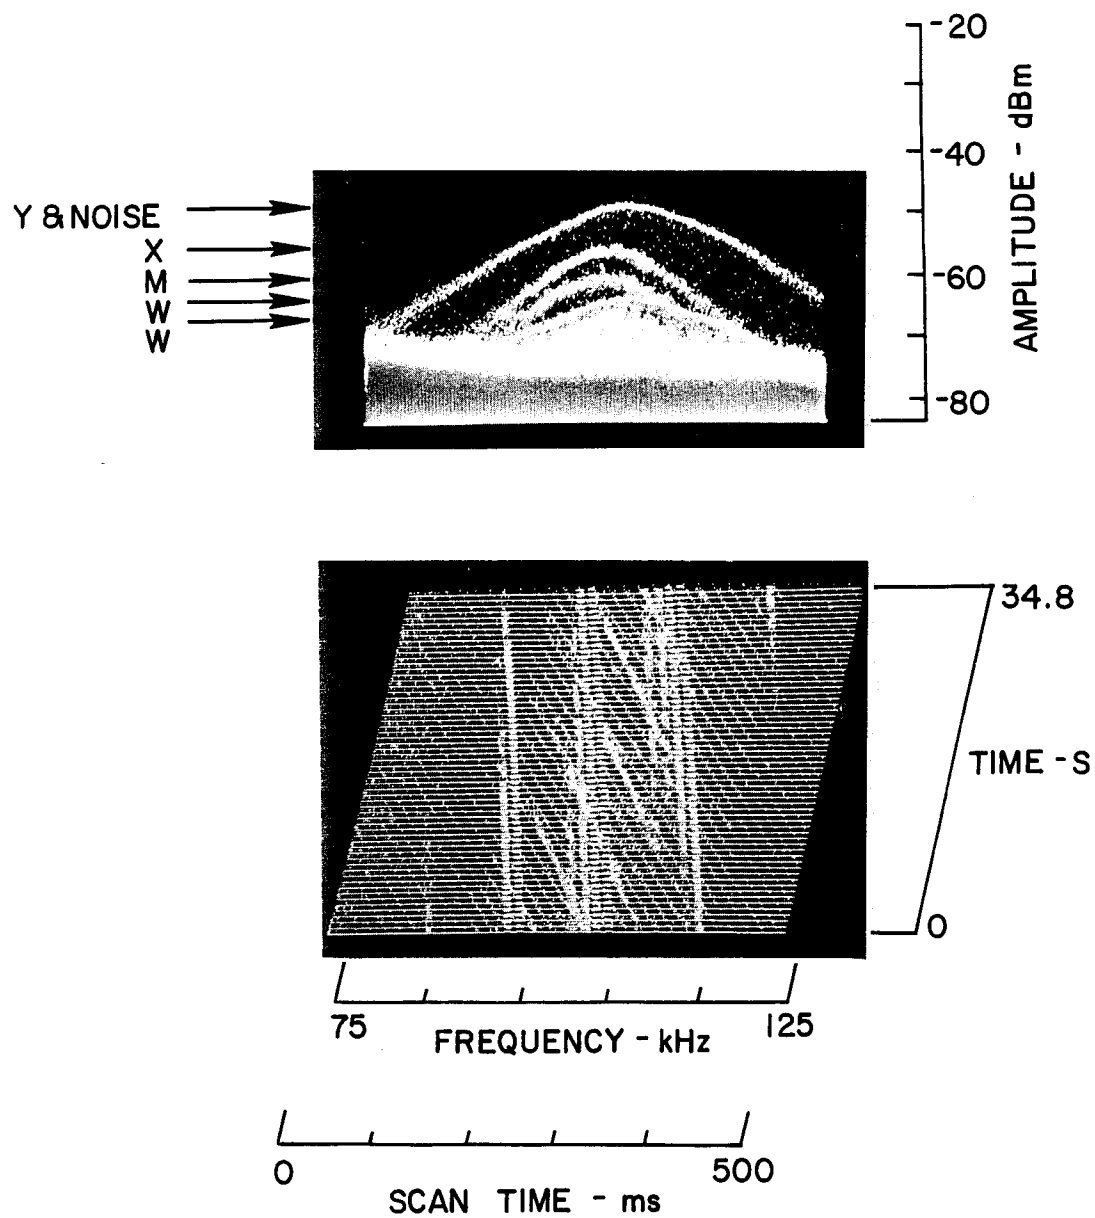 -20
-40
-60
-80
AMPLITUDE - dBm
Y & NOISE
X
M
W
W
34.8
TIME - S
0
75
125
FREQUENCY - kHz
0
500
SCAN TIME - ms